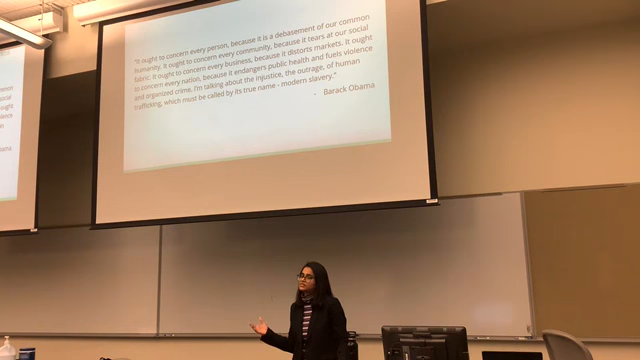 "It ought to concern every person, because it is a debasement of our common
humanity. It ought to concern every community, because it tears at our social
fabric. It ought to concern every business, because it distorts markets. It ought
to concern every nation, because it endangers public health and fuels violence
and organized crime. I'm talking about the injustice, the outrage, of human
trafficking, which must be called by its true name - modern slavery."
Barack Obama